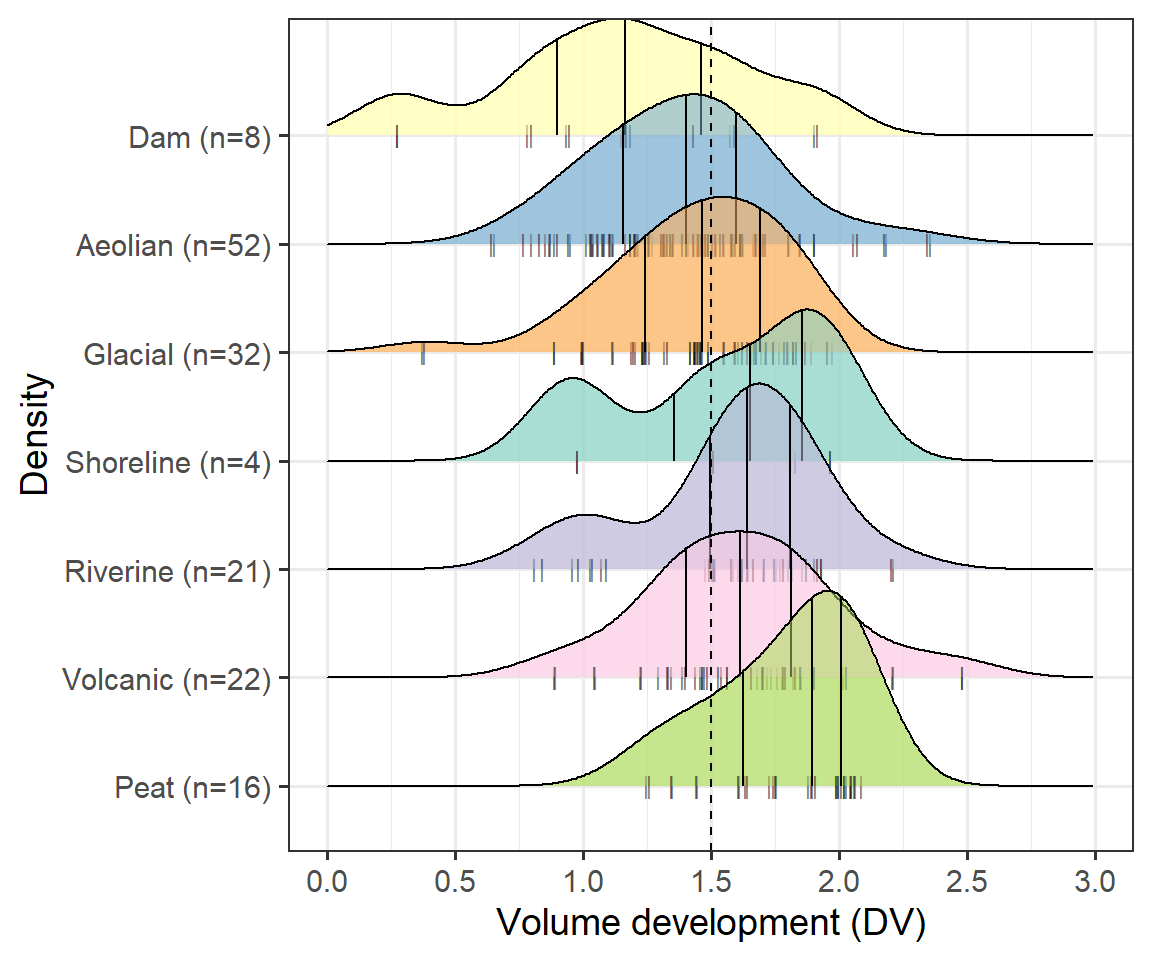 Dam (n=8)
Aeolian (n=52)
Glacial (n=32)
Shoreline (n=4)
Riverine (n=21)
Volcanic (n=22)
Peat (n=16)
Density
0.0 0.5 1.0 1.5 2.0 2.5 3.0
Volume development (DV)